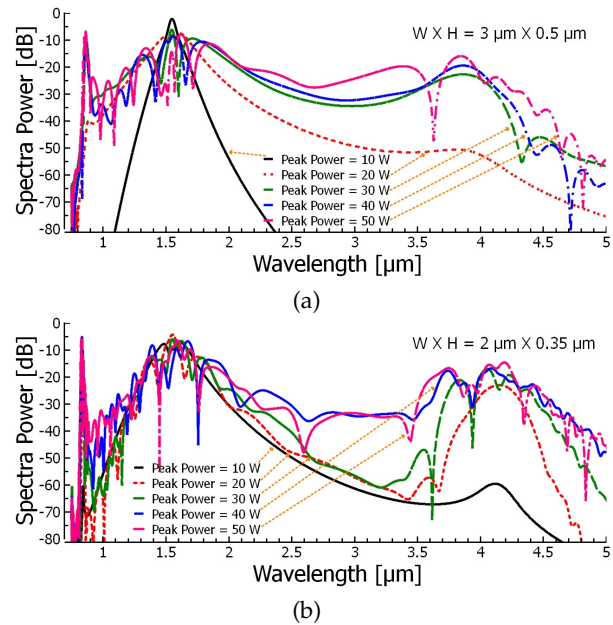 W X H = 3 µm X 0.5 µm
Spectra Power [dB]
0
-10
-20
-30
-40
-50
-60
-70
-80
Peak Power = 10 W
Peak Power = 20 W
Peak Power = 30 W
Peak Power = 40 W
Peak Power = 50 W
1 1.5 2 2.5 3 3.5 4 4.5 5
Wavelength [µm]
(a)
W X H = 2 µm X 0.35 µm
Spectra Power [dB]
0
-10
-20
-30
-40
-50
-60
-70
-80
Peak Power = 10 W
Peak Power = 20 W
Peak Power = 30 W
Peak Power = 40 W
Peak Power = 50 W
1 1.5 2 2.5 3 3.5 4 4.5 5
Wavelength [µm]
(b)